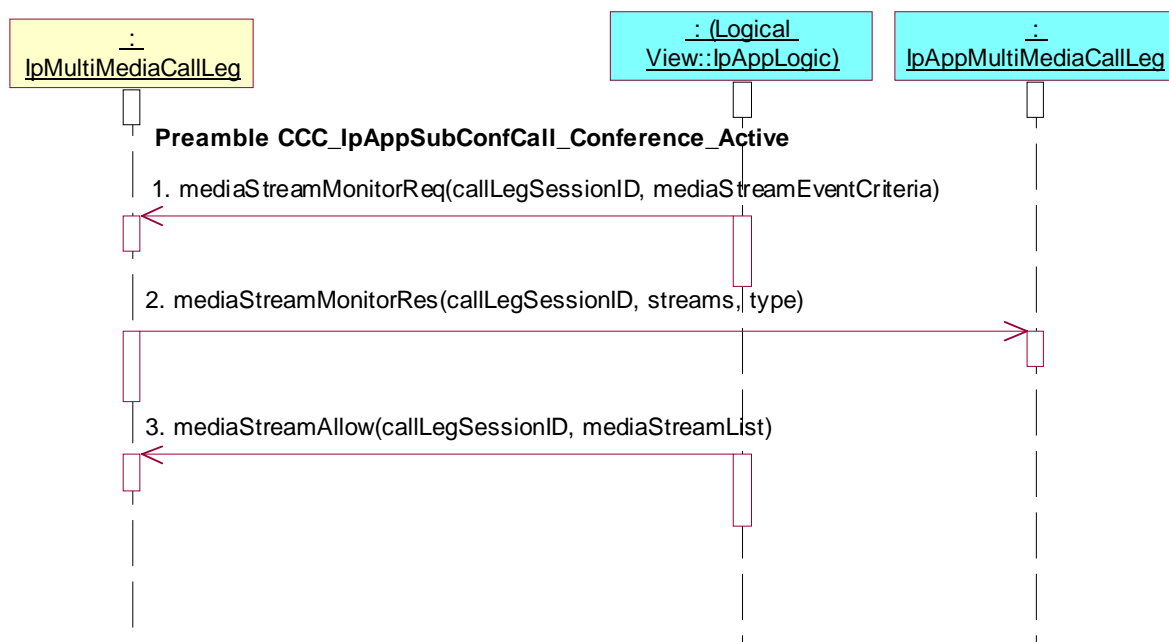 :
IpMultiMediaCallLeg
: (Logical
View::IpAppLogic)
:
IpAppMultiMediaCallLeg
Preamble CCC_IpAppSubConfCall_Conference_Active
1. mediaStreamMonitorReq(callLegSessionID, mediaStreamEventCriteria)
2. mediaStreamMonitorRes(callLegSessionID, streams, type)
3. mediaStreamAllow(callLegSessionID, mediaStreamList)